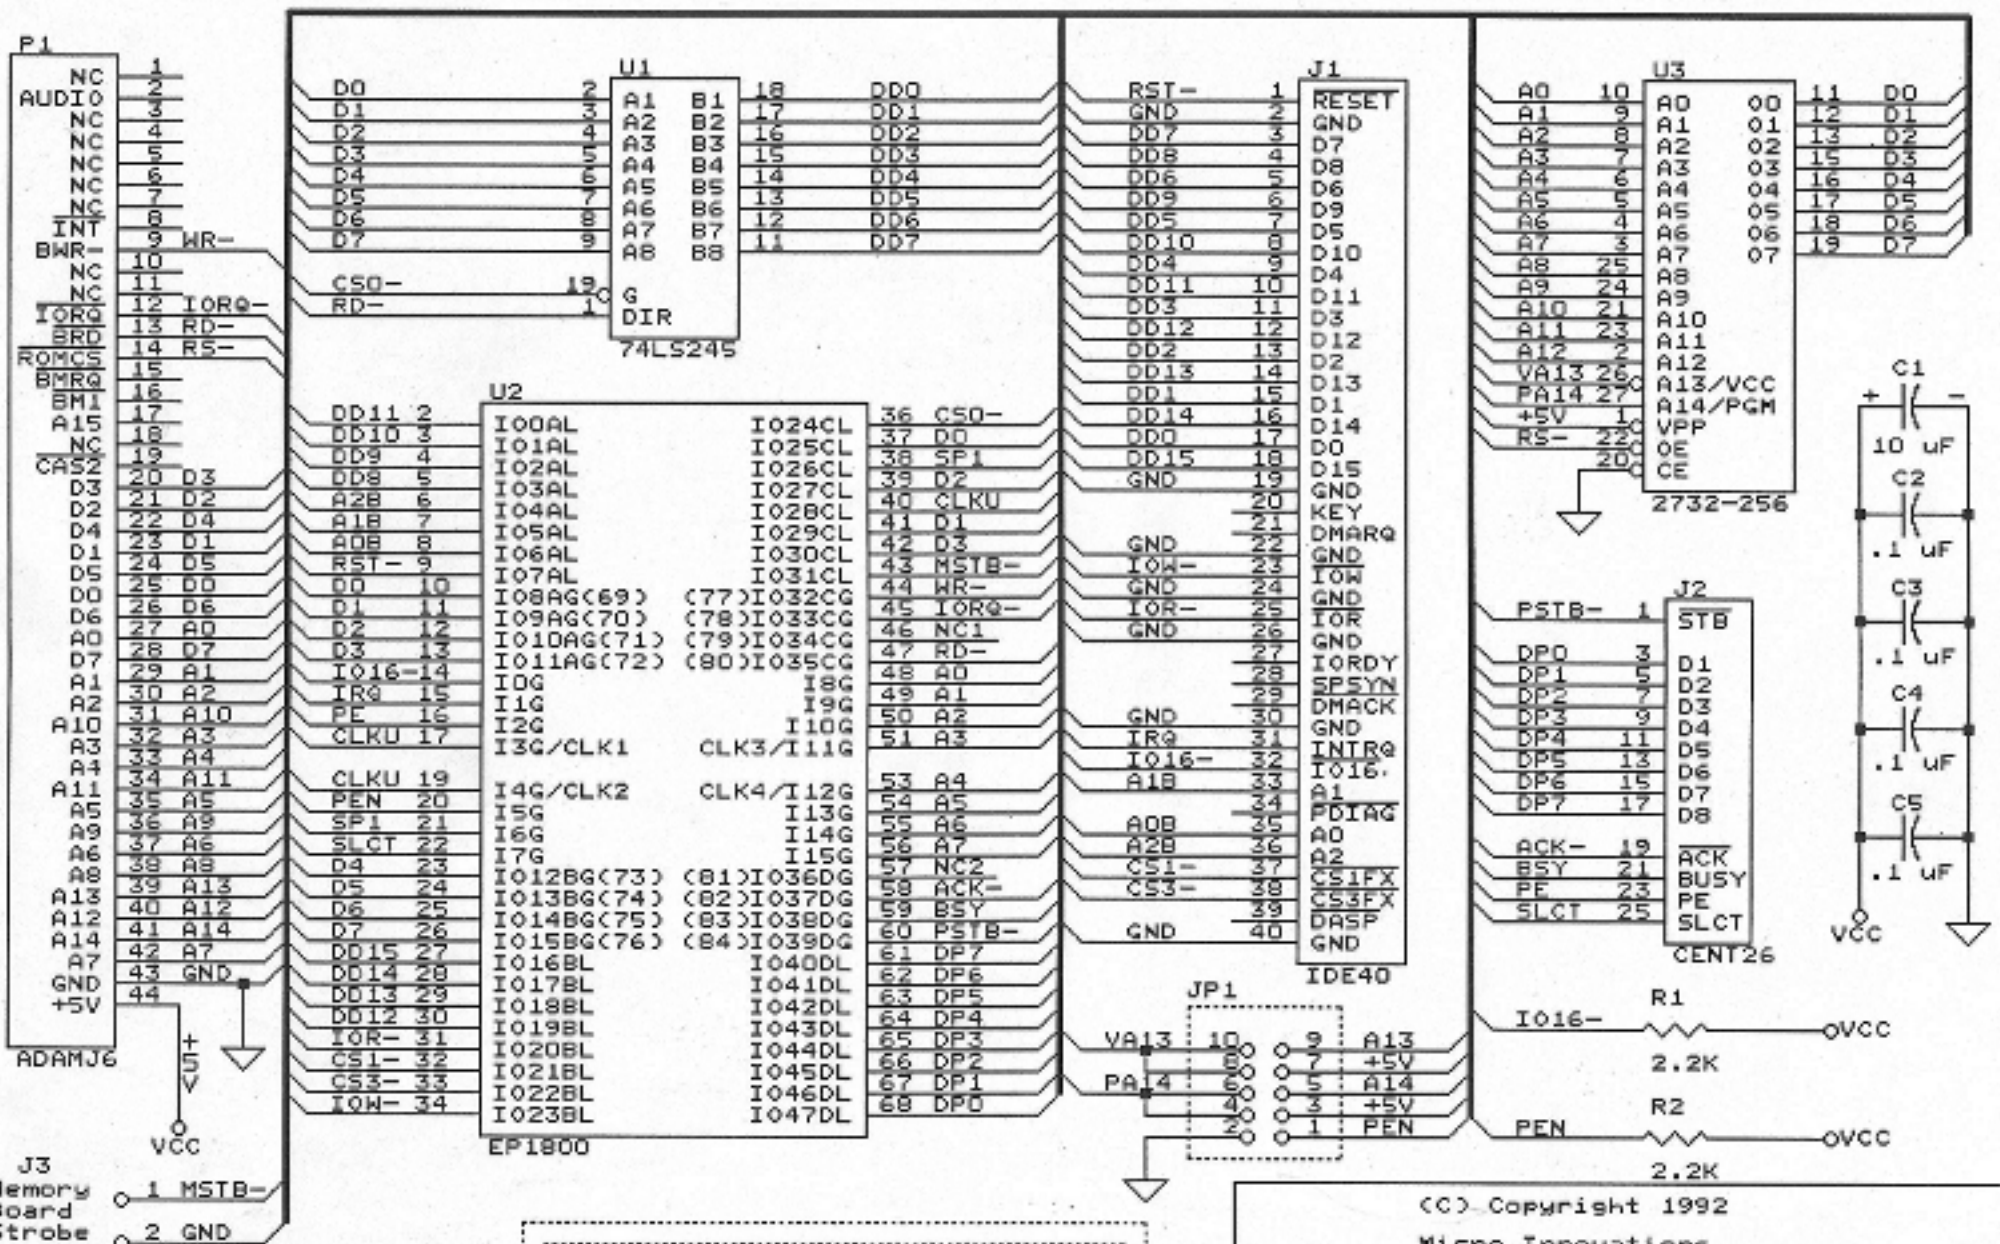 P1
NC 1
AUDIO 2
NC 3
NC 4
NC 5
NC 6
NC 7
INT 8
BWR- 9 WR-
NC 10
NC 11
IORQ 12 IORQ-
BRD 13 RD-
ROMCS 14 RS-
BMRQ 15
BM1 16
A15 17
NC 18
CAS2 19
D3 20 D3
D2 21 D2
D4 22 D4
D1 23 D1
D5 24 D5
D0 25 D0
D6 26 D6
A0 27 A0
D7 28 D7
A1 29 A1
A2 30 A2
A10 31 A10
A3 32 A3
A4 33 A4
A11 34 A11
A5 35 A5
A9 36 A9
A6 37 A6
A8 38 A8
A13 39 A13
A12 40 A12
A14 41 A14
A7 42 A7
GND 43 GND
+5V 44
ADAMJ6
+5V
VCC
J3
Memory 1 MSTB-
Board
Strobe 2 GND
U1
D0 2 A1 B1 18 DD0
D1 3 A2 B2 17 DD1
D2 4 A3 B3 16 DD2
D3 5 A4 B4 15 DD3
D4 6 A5 B5 14 DD4
D5 7 A6 B6 13 DD5
D6 8 A7 B7 12 DD6
D7 9 A8 B8 11 DD7
CSO- 19 G
RD- 1 DIR
74LS245
U2
DD11 2 IO0AL IO24CL 36 CSO-
DD10 3 IO1AL IO25CL 37 D0
DD9 4 IO2AL IO26CL 38 SP1
DD8 5 IO3AL IO27CL 39 D2
A2B 6 IO4AL IO28CL 40 CLKU
A1B 7 IO5AL IO29CL 41 D1
A0B 8 IO6AL IO30CL 42 D3
RST- 9 IO7AL IO31CL 43 MSTB-
D0 10 IO8AG(69) (77)IO32CG 44 WR-
D1 11 IO9AG(70) (78)IO33CG 45 IORQ-
D2 12 IO10AG(71) (79)IO34CG 46 NC1
D3 13 IO11AG(72) (80)IO35CG 47 RD-
IO16- 14 I0G I8G 48 A0
IRQ 15 I1G I9G 49 A1
PE 16 I2G I10G 50 A2
CLKU 17 I3G/CLK1 CLK3/I11G 51 A3
CLKU 19 I4G/CLK2 CLK4/I12G 53 A4
PEN 20 I5G I13G 54 A5
SP1 21 I6G I14G 55 A6
SLCT 22 I7G I15G 56 A7
D4 23 IO12BG(73) (81)IO36DG 57 NC2
D5 24 IO13BG(74) (82)IO37DG 58 ACK-
D6 25 IO14BG(75) (83)IO38DG 59 BSY
D7 26 IO15BG(76) (84)IO39DG 60 PSTB-
DD15 27 IO16BL IO40DL 61 DP7
DD14 28 IO17BL IO41DL 62 DP6
DD13 29 IO18BL IO42DL 63 DP5
DD12 30 IO19BL IO43DL 64 DP4
IOR- 31 IO20BL IO44DL 65 DP3
CS1- 32 IO21BL IO45DL 66 DP2
CS3- 33 IO22BL IO46DL 67 DP1
IOW- 34 IO23BL IO47DL 68 DP0
EP1800
J1
RST- 1 RESET
GND 2 GND
DD7 3 D7
DD8 4 D8
DD6 5 D6
DD9 6 D9
DD5 7 D5
DD10 8 D10
DD4 9 D4
DD11 10 D11
DD3 11 D3
DD12 12 D12
DD2 13 D2
DD13 14 D13
DD1 15 D1
DD14 16 D14
DD0 17 D0
DD15 18 D15
GND 19 GND
20 KEY
21 DMARQ
GND 22 GND
IOW- 23 IOW
GND 24 GND
IOR- 25 IOR
GND 26 GND
27 IORDY
28 SPSYN
29 DMACK
GND 30 GND
IRQ 31 INTRQ
IO16- 32 IO16.
A1B 33 A1
34 PDIAG
A0B 35 A0
A2B 36 A2
CS1- 37 CS1FX
CS3- 38 CS3FX
39 DASP
GND 40 GND
IDE40
JP1
VA13 10 9 A13
8 7 +5V
PA14 6 5 A14
4 3 +5V
2 1 PEN
U3
A0 10 A0 O0 11 D0
A1 9 A1 O1 12 D1
A2 8 A2 O2 13 D2
A3 7 A3 O3 15 D3
A4 6 A4 O4 16 D4
A5 5 A5 O5 17 D5
A6 4 A6 O6 18 D6
A7 3 A7 O7 19 D7
A8 25 A8
A9 24 A9
A10 21 A10
A11 23 A11
A12 2 A12
VA13 26 A13/VCC
PA14 27 A14/PGM
+5V 1 VPP
RS- 22 OE
20 CE
2732-256
J2
PSTB- 1 STB
DP0 3 D1
DP1 5 D2
DP2 7 D3
DP3 9 D4
DP4 11 D5
DP5 13 D6
DP6 15 D7
DP7 17 D8
ACK- 19 ACK
BSY 21 BUSY
PE 23 PE
SLCT 25 SLCT
CENT26
C1
+ -
10 uF
C2
.1 uF
C3
.1 uF
C4
.1 uF
C5
.1 uF
VCC
R1
IO16- VCC
2.2K
R2
PEN VCC
2.2K
(C) Copyright 1992
Micro Innovations